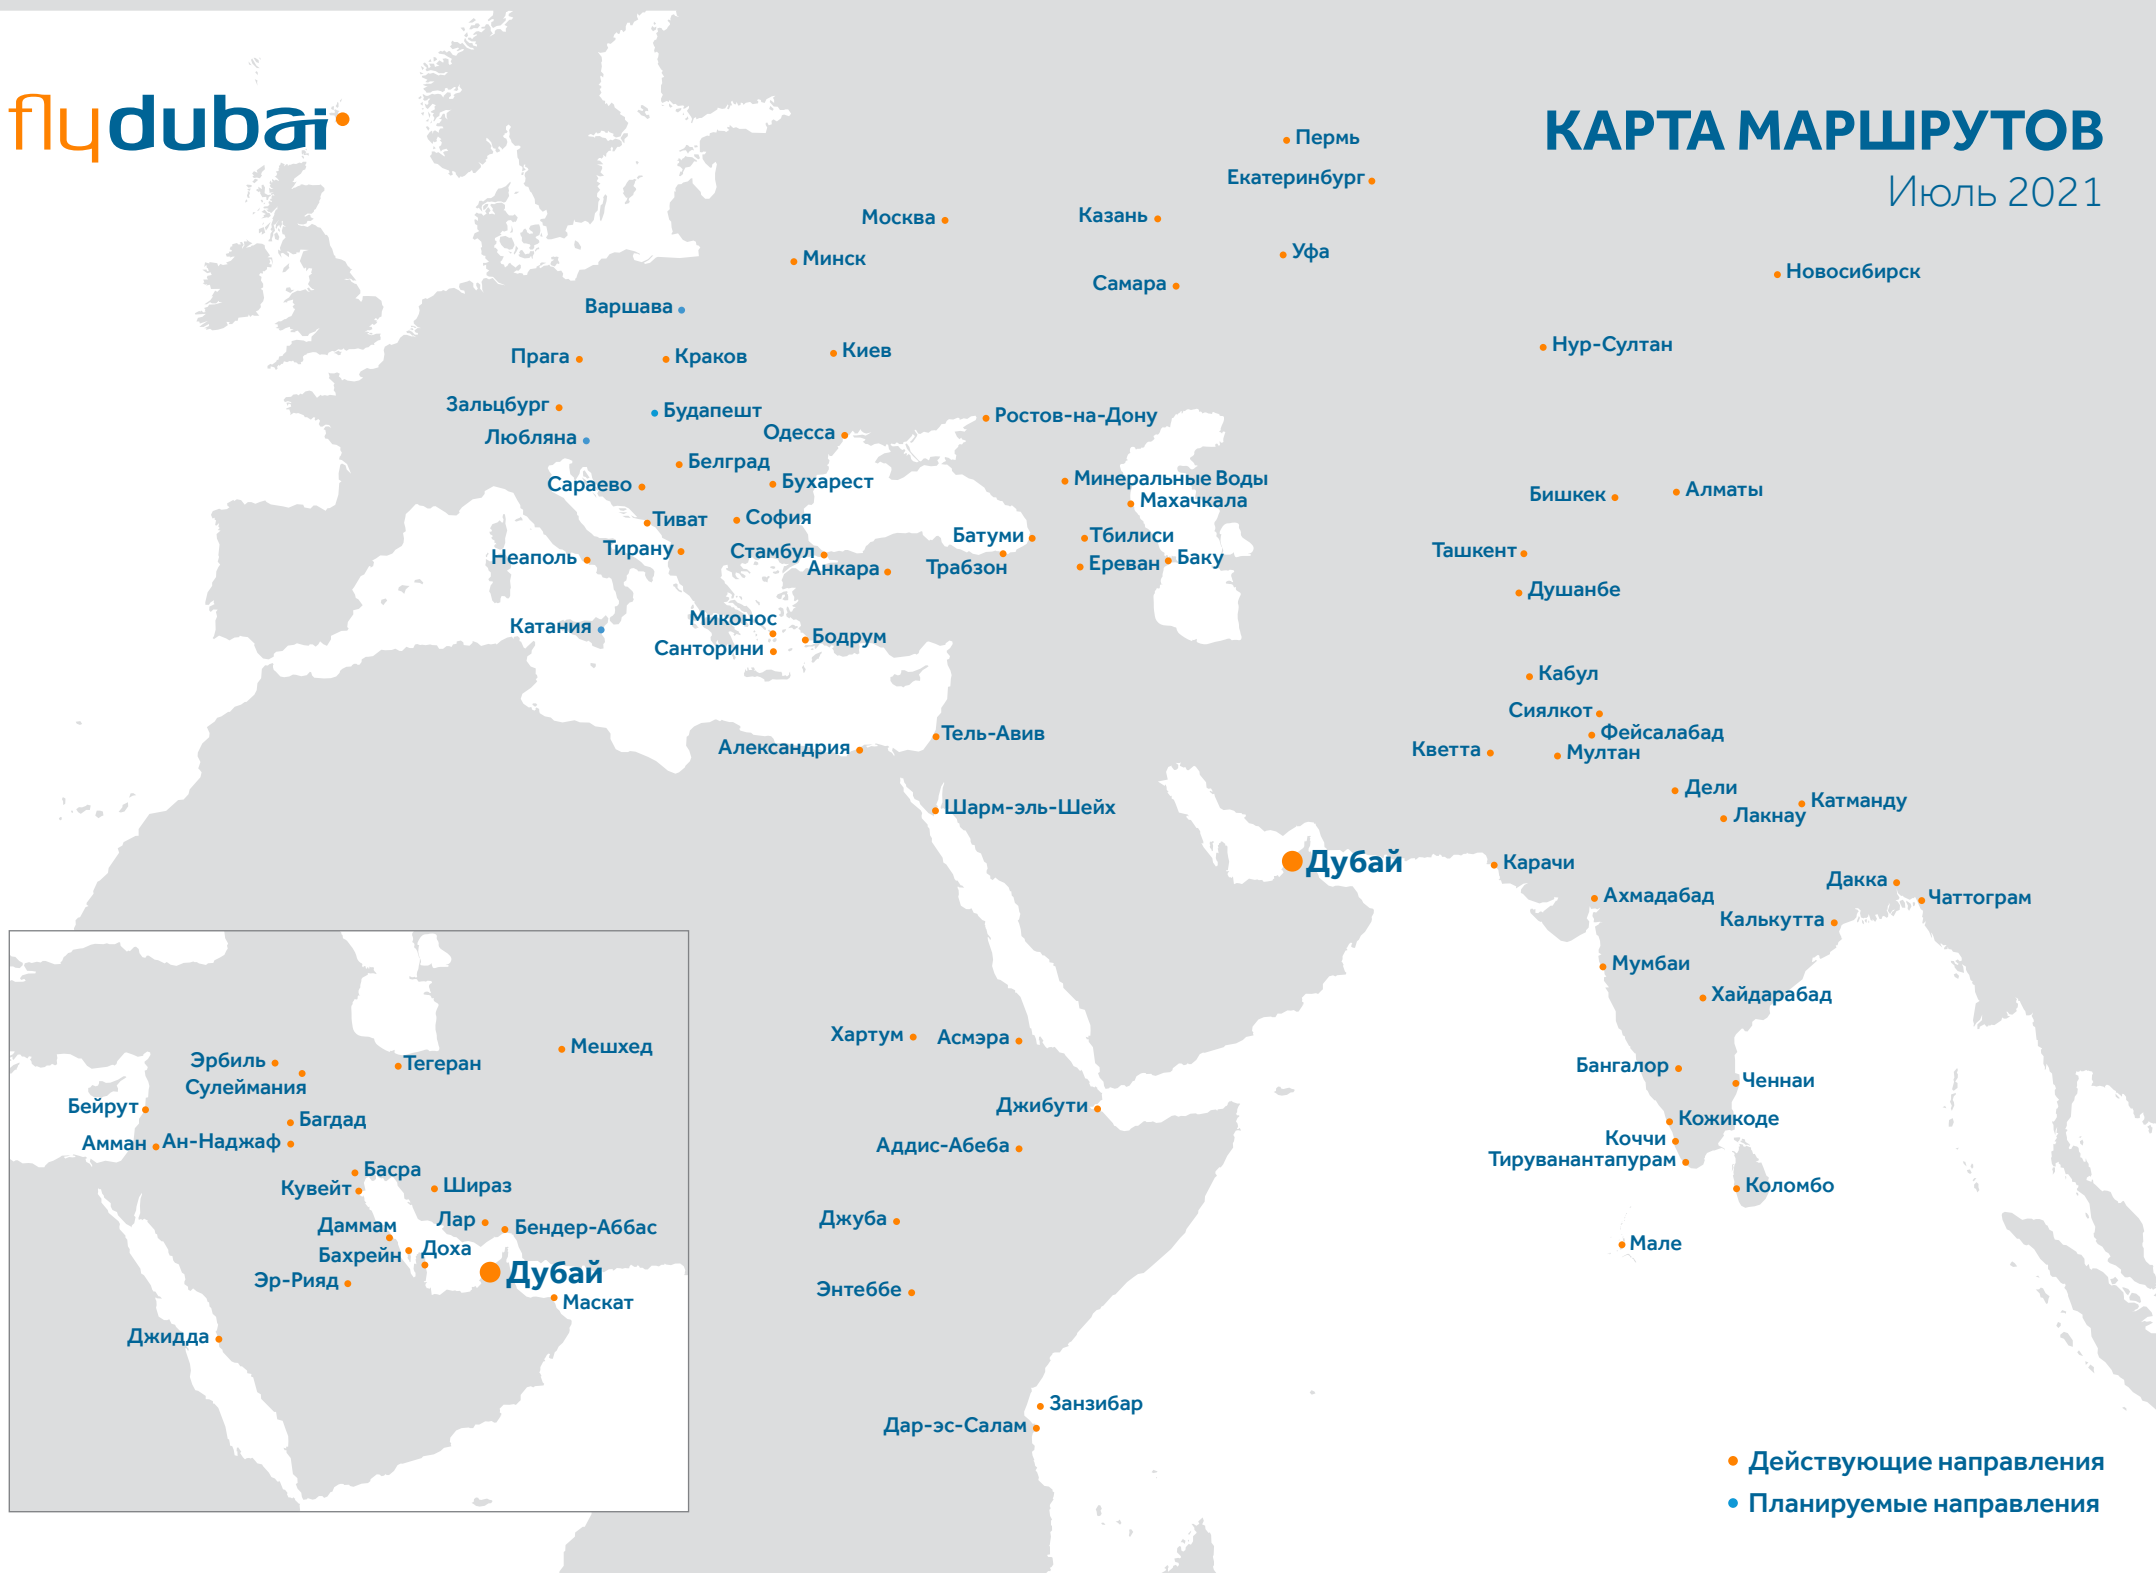 flydubai
КАРТА МАРШРУТОВ
Июль 2021
Пермь
Екатеринбург
Москва
Казань
Минск
Уфа
Самара
Новосибирск
Варшава
Прага
Краков
Киев
Нур-Султан
Зальцбург
Будапешт
Ростов-на-Дону
Любляна
Одесса
Белград
Сараево
Бухарест
Минеральные Воды
Махачкала
Бишкек
Алматы
Тиват
София
Батуми
Тбилиси
Неаполь
Тирану
Стамбул
Анкара
Трабзон
Ереван
Баку
Ташкент
Душанбе
Катания
Миконос
Санторини
Бодрум
Кабул
Сиялкот
Фейсалабад
Кветта
Мултан
Александрия
Тель-Авив
Шарм-эль-Шейх
Дели
Катманду
Лакнау
Дубай
Карачи
Дакка
Ахмадабад
Чаттограм
Калькутта
Мумбаи
Хайдарабад
Хартум
Асмэра
Бангалор
Ченнаи
Джибути
Кожикоде
Аддис-Абеба
Коччи
Тируванантапурам
Коломбо
Джуба
Мале
Энтеббе
Занзибар
Дар-эс-Салам
Мешхед
Эрбиль
Тегеран
Сулеймания
Бейрут
Багдад
Амман
Ан-Наджаф
Басра
Кувейт
Шираз
Даммам
Лар
Бендер-Аббас
Бахрейн
Доха
Эр-Рияд
Дубай
Маскат
Джидда
Действующие направления
Планируемые направления